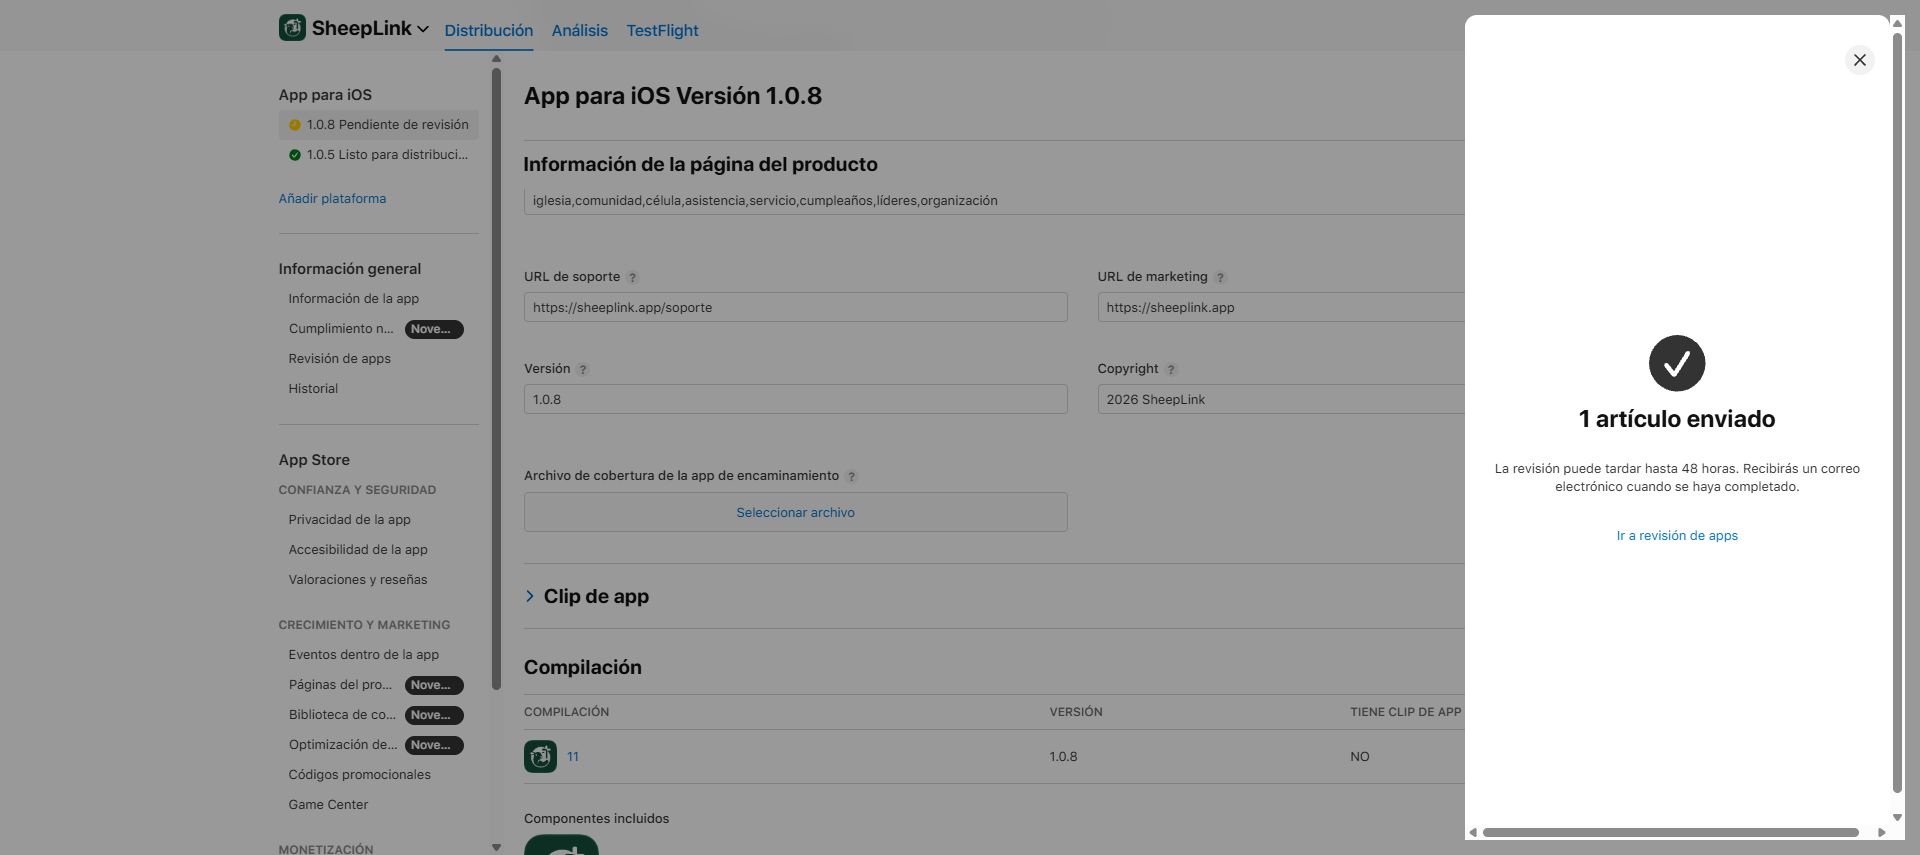 SheepLink
Distribución
Análisis
TestFlight
App para iOS
1.0.8 Pendiente de revisión
1.0.5 Listo para distribuci...
Añadir plataforma
Información general
Información de la app
Cumplimiento n... Nove...
Revisión de apps
Historial
App Store
CONFIANZA Y SEGURIDAD
Privacidad de la app
Accesibilidad de la app
Valoraciones y reseñas
CRECIMIENTO Y MARKETING
Eventos dentro de la app
Páginas del pro... Nove...
Biblioteca de co... Nove...
Optimización de... Nove...
Códigos promocionales
Game Center
MONETIZACIÓN
App para iOS Versión 1.0.8
Información de la página del producto
iglesia,comunidad,célula,asistencia,servicio,cumpleaños,líderes,organización
URL de soporte ?
https://sheeplink.app/soporte
URL de marketing ?
https://sheeplink.app
Versión ?
1.0.8
Copyright ?
2026 SheepLink
Archivo de cobertura de la app de encaminamiento ?
Seleccionar archivo
Clip de app
Compilación
COMPILACIÓN VERSIÓN TIENE CLIP DE APP
11 1.0.8 NO
Componentes incluidos
1 artículo enviado
La revisión puede tardar hasta 48 horas. Recibirás un correo
electrónico cuando se haya completado.
Ir a revisión de apps